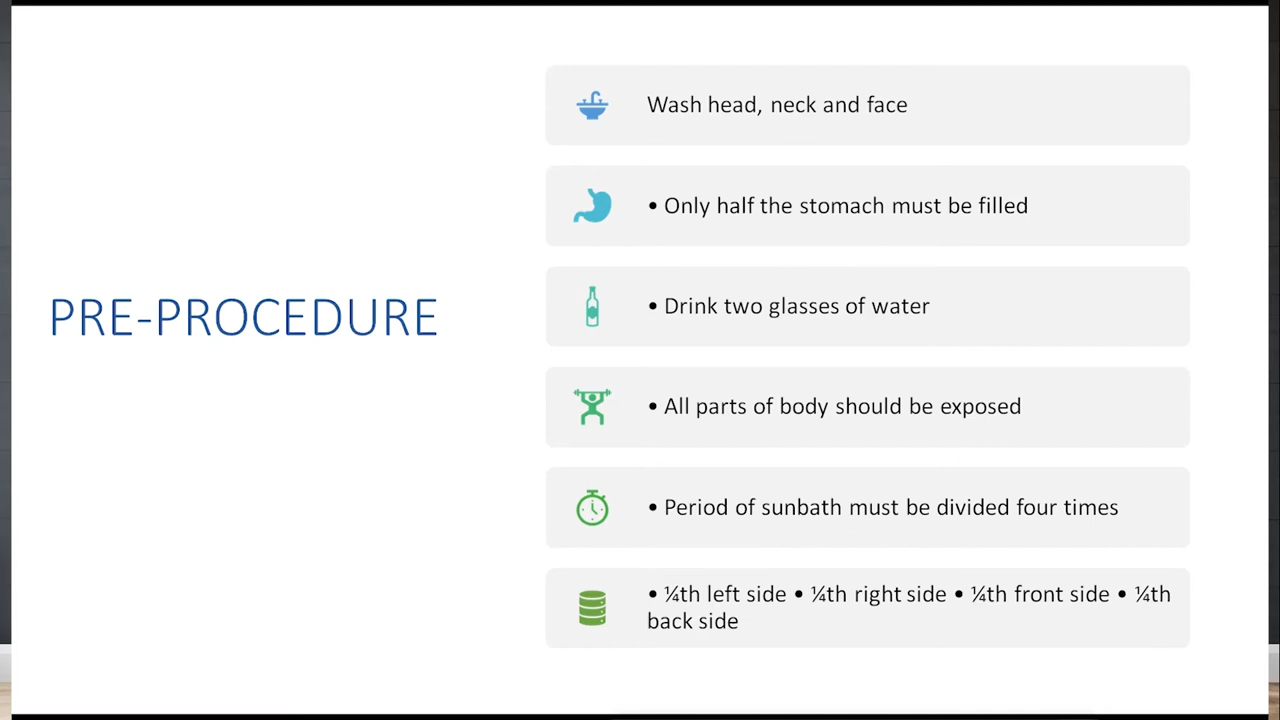 PRE-PROCEDURE
Wash head, neck and face
• Only half the stomach must be filled
• Drink two glasses of water
• All parts of body should be exposed
• Period of sunbath must be divided four times
• ¼th left side • ¼th right side • ¼th front side • ¼th
back side